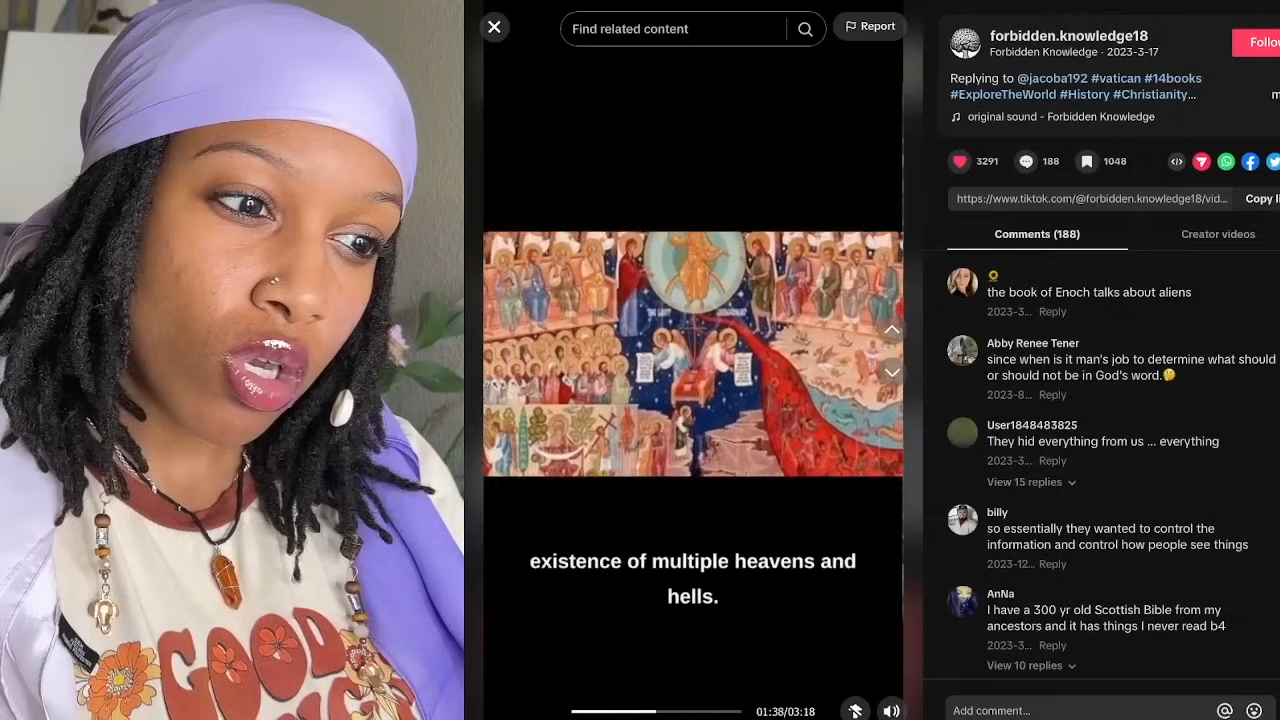 GOOD
Find related content
Report
THE LAST
existence of multiple heavens and
hells.
01:38/03:18
forbidden.knowledge18
Forbidden Knowledge · 2023-3-17
Follo
Replying to @jacoba192 #vatican #14books
#ExploreTheWorld #History #Christianity...
m
original sound - Forbidden Knowledge
3291
188
1048
https://www.tiktok.com/@forbidden.knowledge18/vid...
Copy li
Comments (188)
Creator videos
the book of Enoch talks about aliens
2023-3... Reply
Abby Renee Tener
since when is it man's job to determine what should
or should not be in God's word.🤔
2023-8... Reply
User1848483825
They hid everything from us ... everything
2023-3... Reply
View 15 replies
billy
so essentially they wanted to control the
information and control how people see things
2023-12... Reply
AnNa
I have a 300 yr old Scottish Bible from my
ancestors and it has things I never read b4
2023-3... Reply
View 10 replies
Add comment...